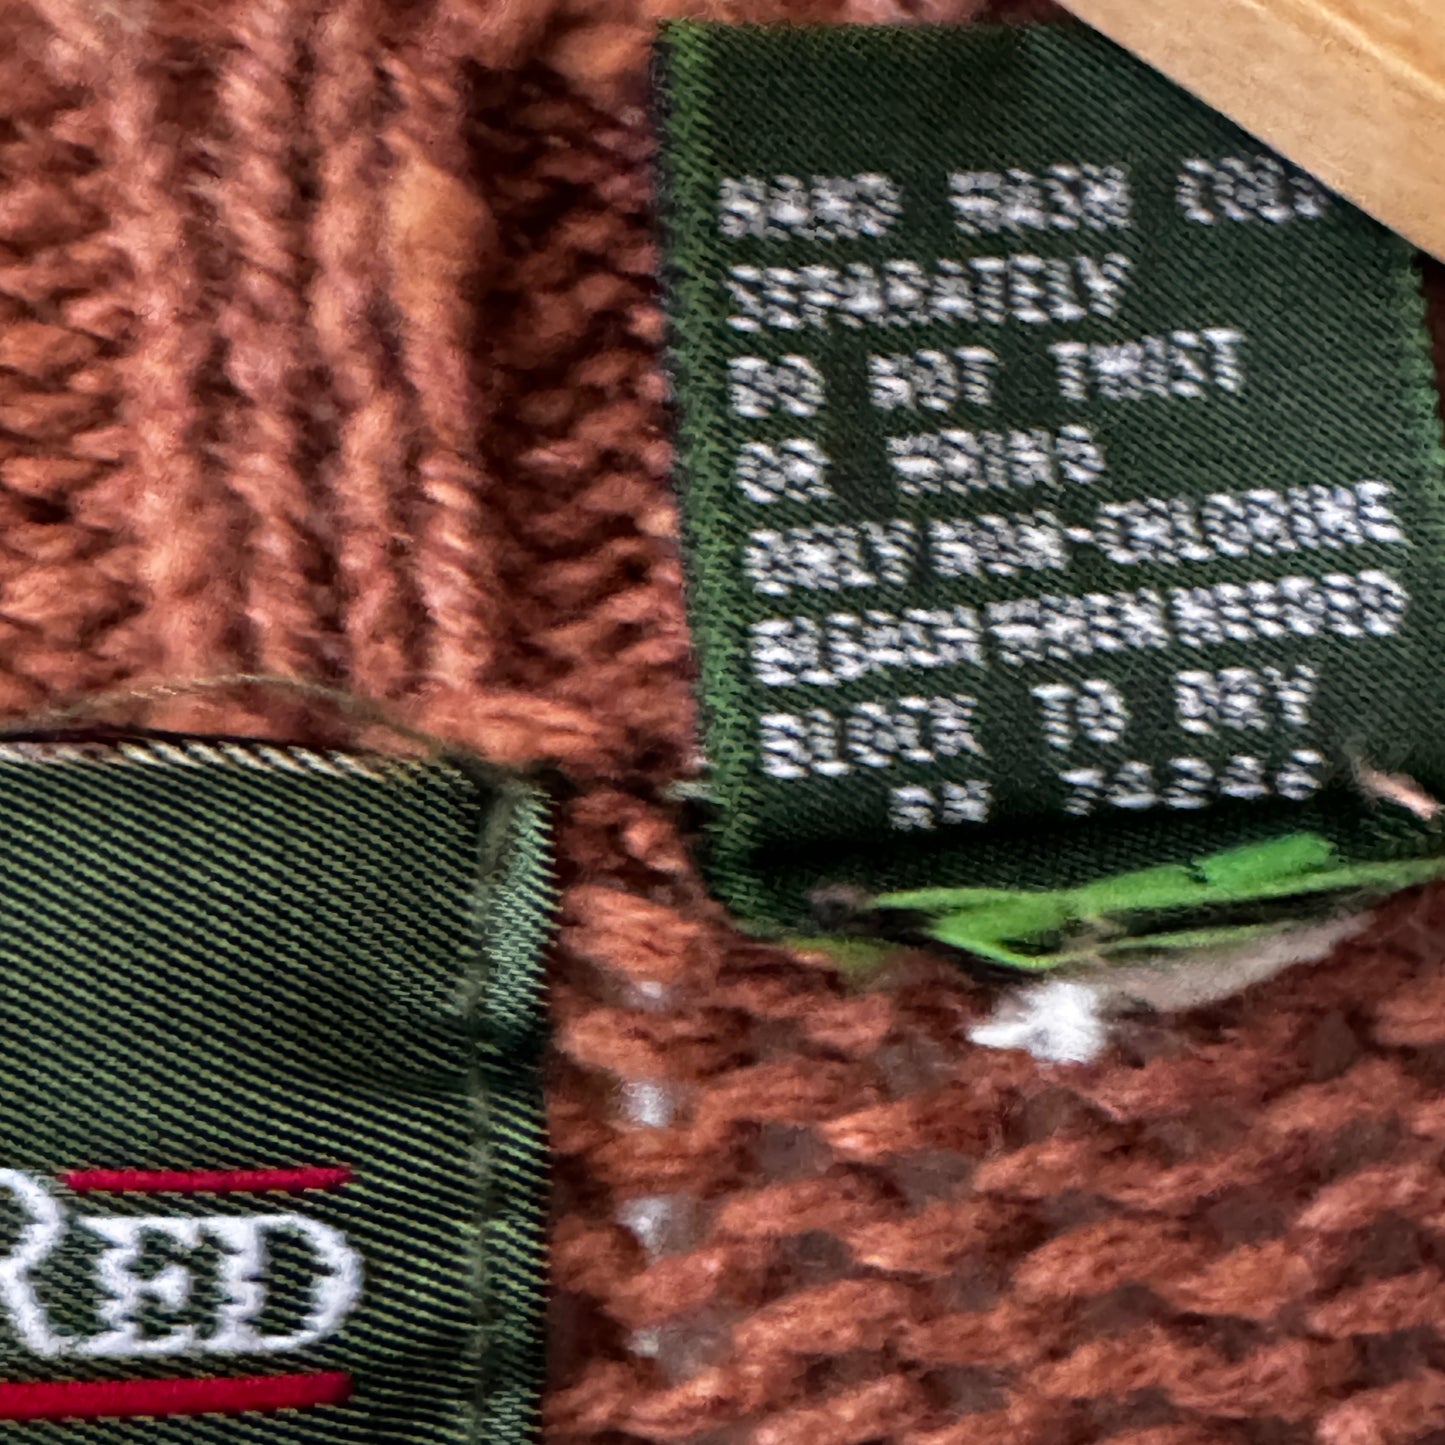 HAND WASH COLD
SEPARATELY
DO NOT TWIST
OR WRING
ONLY NON-CHLORINE
BLEACH WHEN NEEDED
BLOCK TO DRY
RED